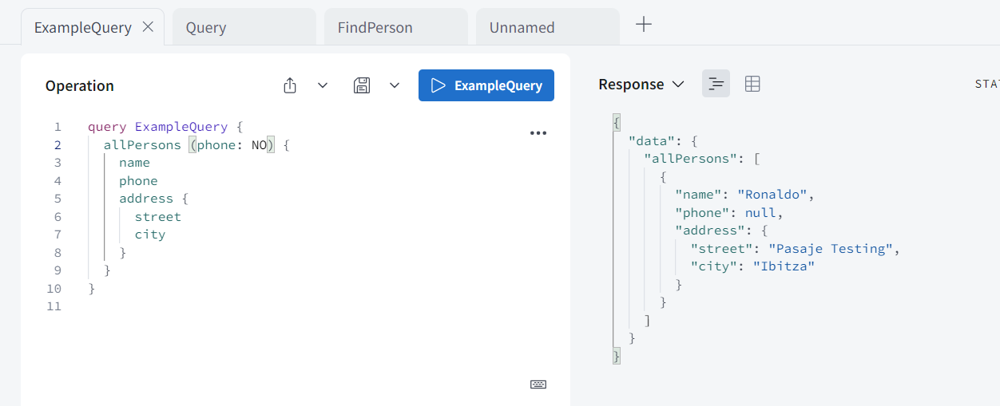 ExampleQuery
Query
FindPerson
Unnamed
Operation
ExampleQuery
1 query ExampleQuery {
2 allPersons (phone: NO) {
3 name
4 phone
5 address {
6 street
7 city
8 }
9 }
10 }
11
Response
STAT
{
"data": {
"allPersons": [
{
"name": "Ronaldo",
"phone": null,
"address": {
"street": "Pasaje Testing",
"city": "Ibitza"
}
}
]
}
}